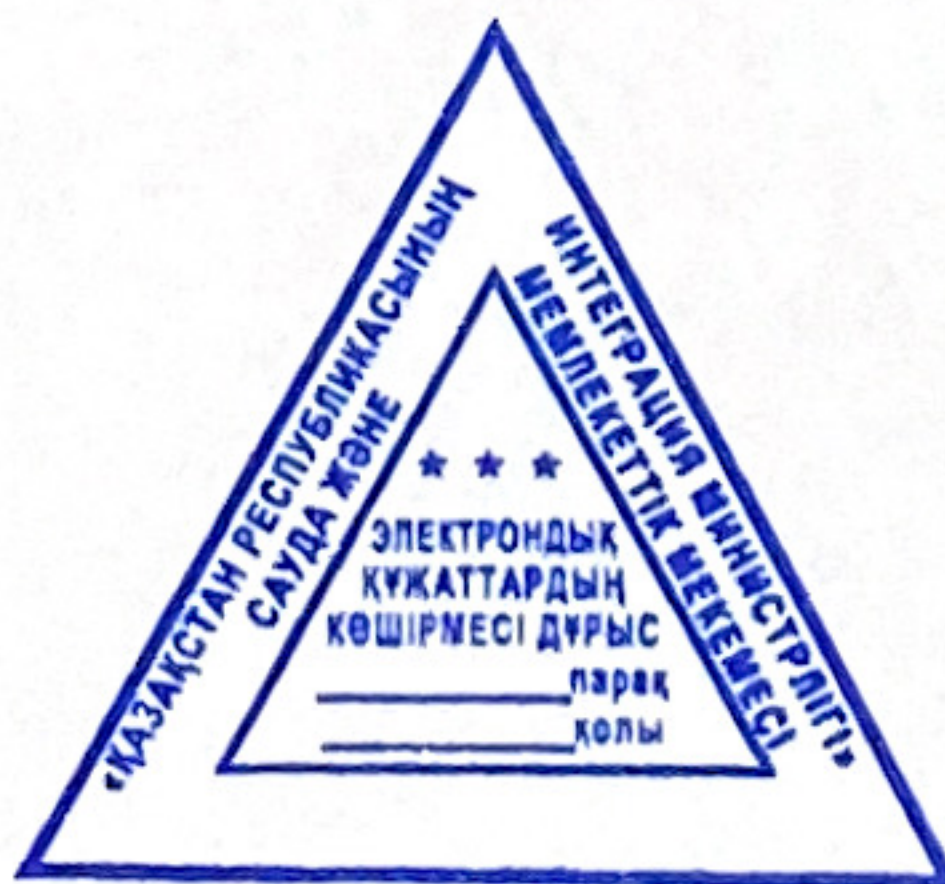 «ҚАЗАҚСТАН РЕСПУБЛИКАСЫНЫҢ
САУДА ЖӘНЕ
ИНТЕГРАЦИЯ МИНИСТРЛІГІ»
МЕМЛЕКЕТТІК МЕКЕМЕСІ
ЭЛЕКТРОНДЫҚ
ҚҰЖАТТАРДЫҢ
КӨШІРМЕСІ ДҰРЫС
парақ
қолы